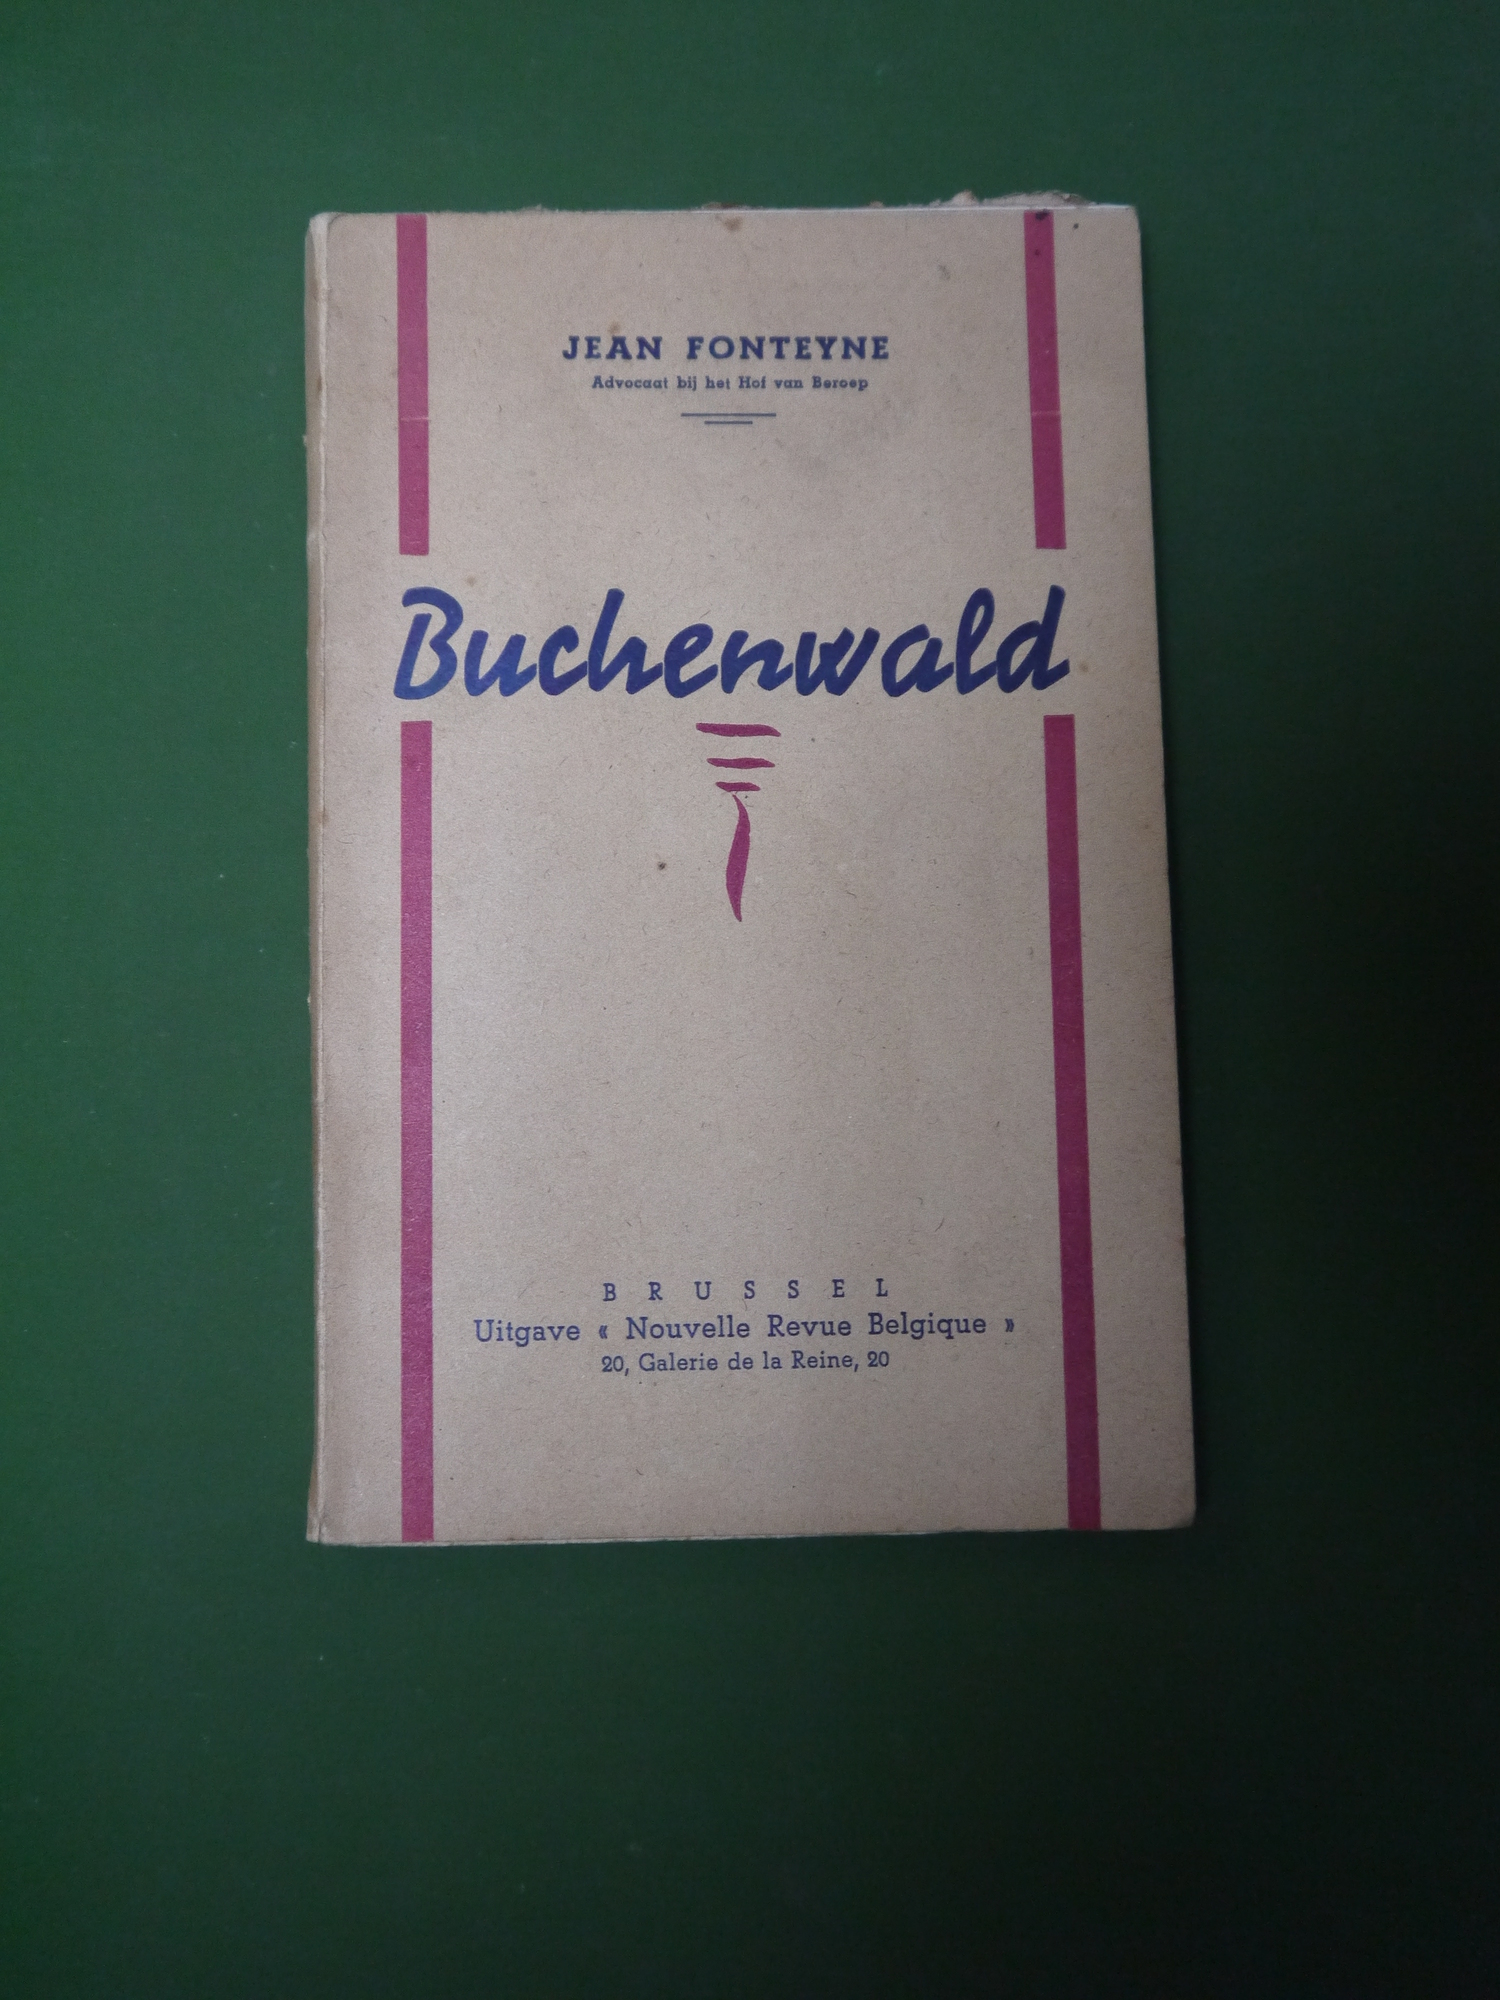 JEAN FONTEYNE
Advocaat bij het Hof van Beroep
Buchenwald
BRUSSEL
Uitgave « Nouvelle Revue Belgique »
20, Galerie de la Reine, 20